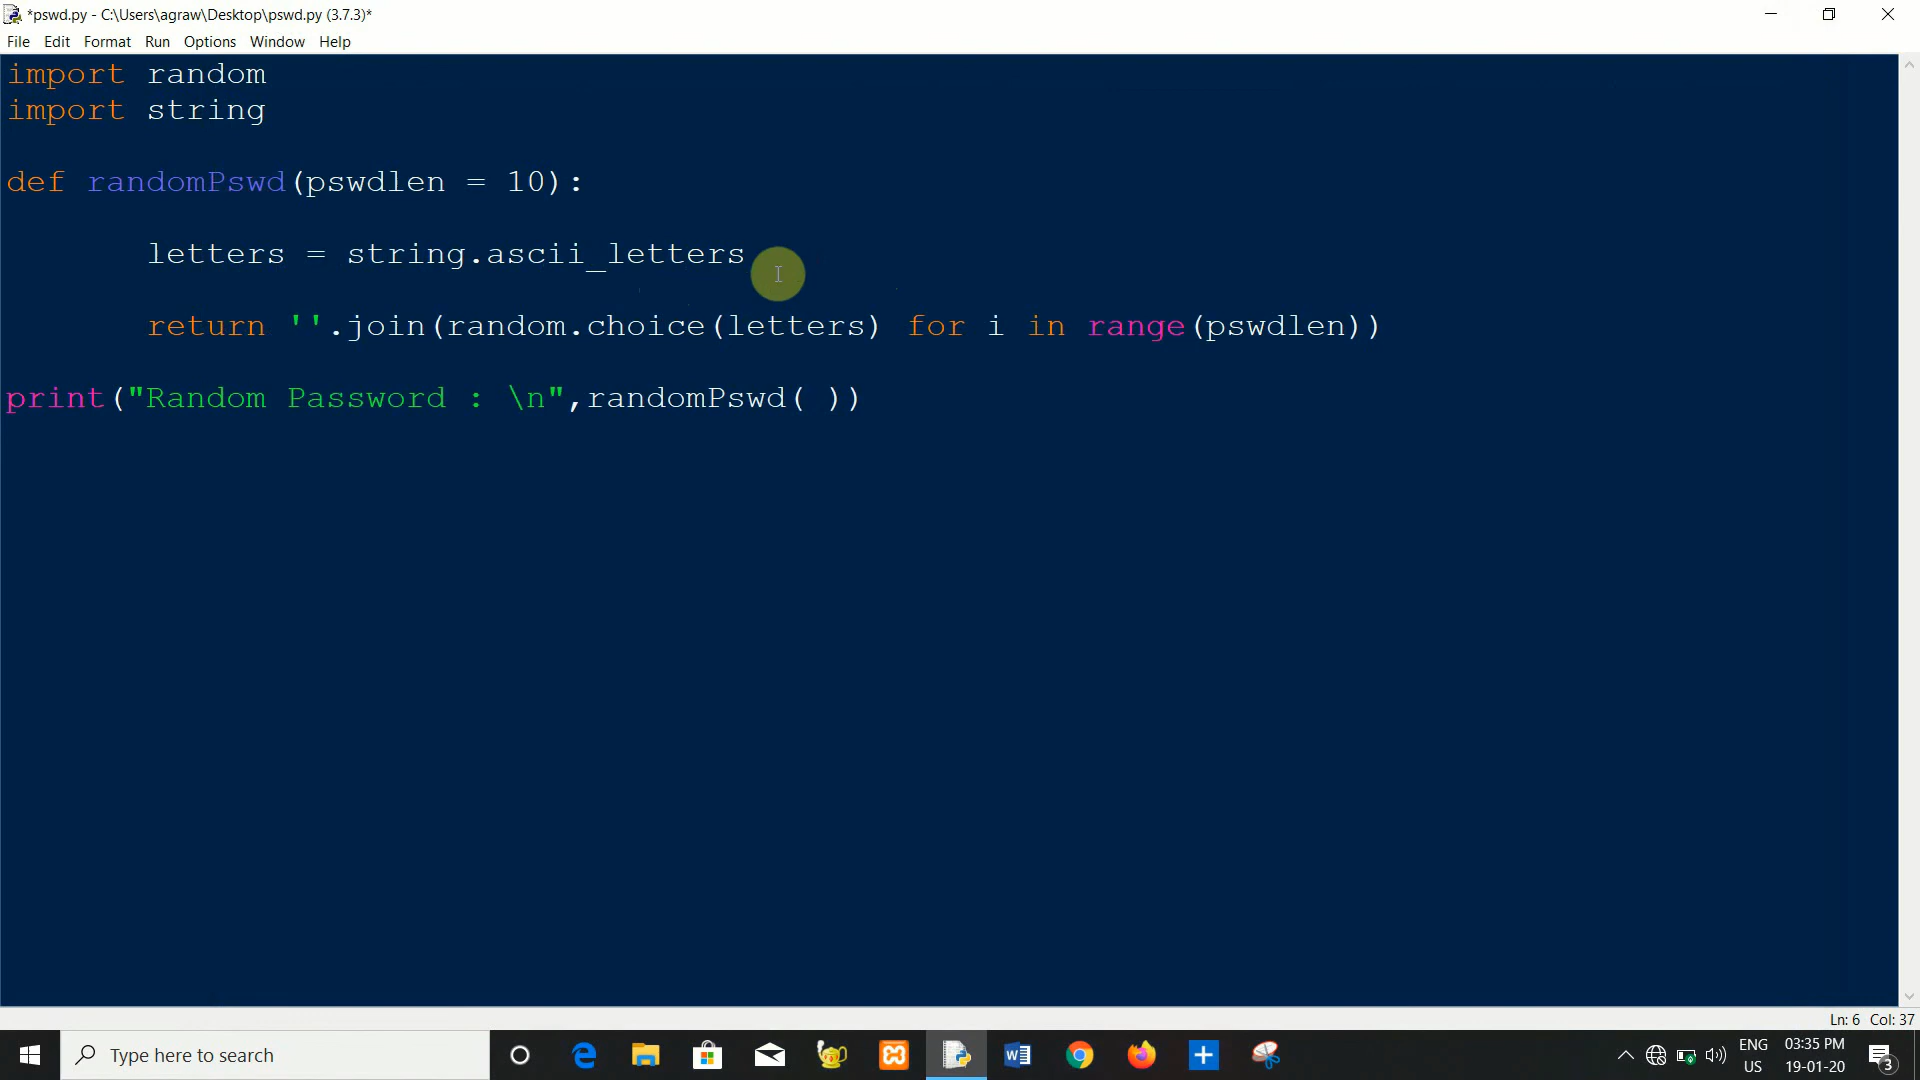 *pswd.py - C:\Users\agraw\Desktop\pswd.py (3.7.3)*
File Edit Format Run Options Window Help
import random
import string
def randomPswd(pswdlen = 10):
letters = string.ascii_letters
return ''.join(random.choice(letters) for i in range(pswdlen))
print("Random Password : \n",randomPswd( ))
Ln: 6 Col: 37
Type here to search
ENG
US
03:35 PM
19-01-20
3